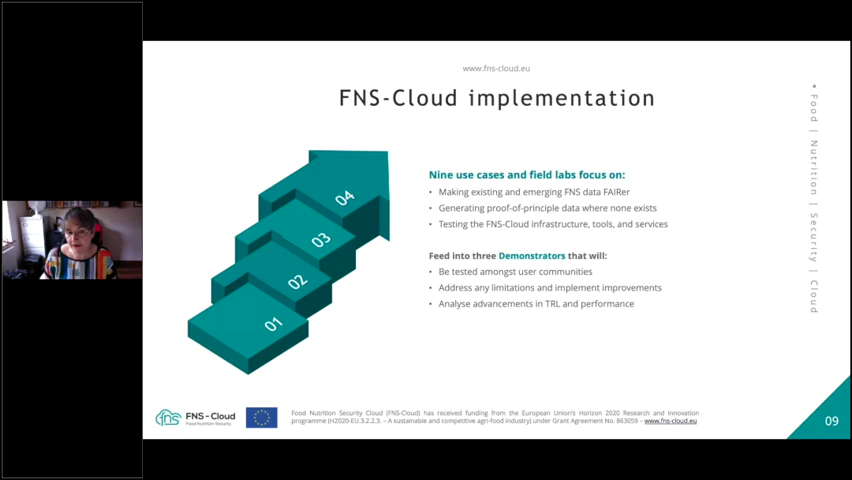 www.fns-cloud.eu
FNS-Cloud implementation
04
03
02
01
Nine use cases and field labs focus on:
• Making existing and emerging FNS data FAIRer
• Generating proof-of-principle data where none exists
• Testing the FNS-Cloud infrastructure, tools, and services
Feed into three Demonstrators that will:
• Be tested amongst user communities
• Address any limitations and implement improvements
• Analyse advancements in TRL and performance
• Food | Nutrition | Security | Cloud
fns
FNS-Cloud
Food Nutrition Security
Food Nutrition Security Cloud (FNS-Cloud) has received funding from the European Union's Horizon 2020 Research and Innovation
programme (H2020-EU.3.2.2.3. – A sustainable and competitive agri-food industry) under Grant Agreement No. 863059 – www.fns-cloud.eu
09